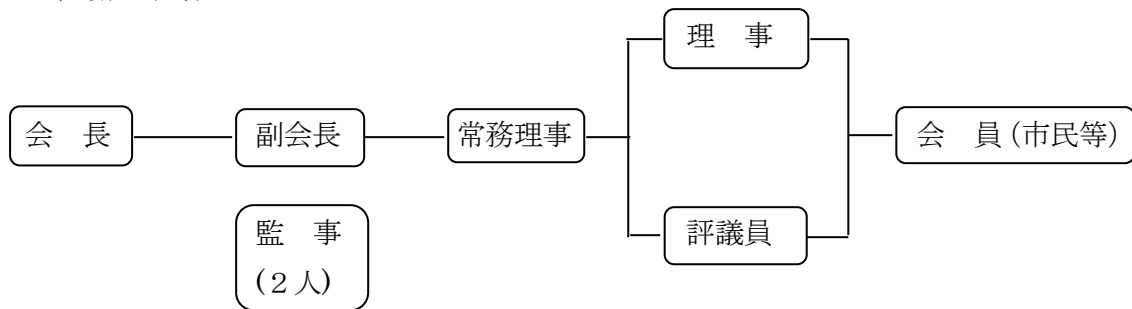 理　事
会　長
副会長
常務理事
会　員(市民等)
監　事
(２人)
評議員